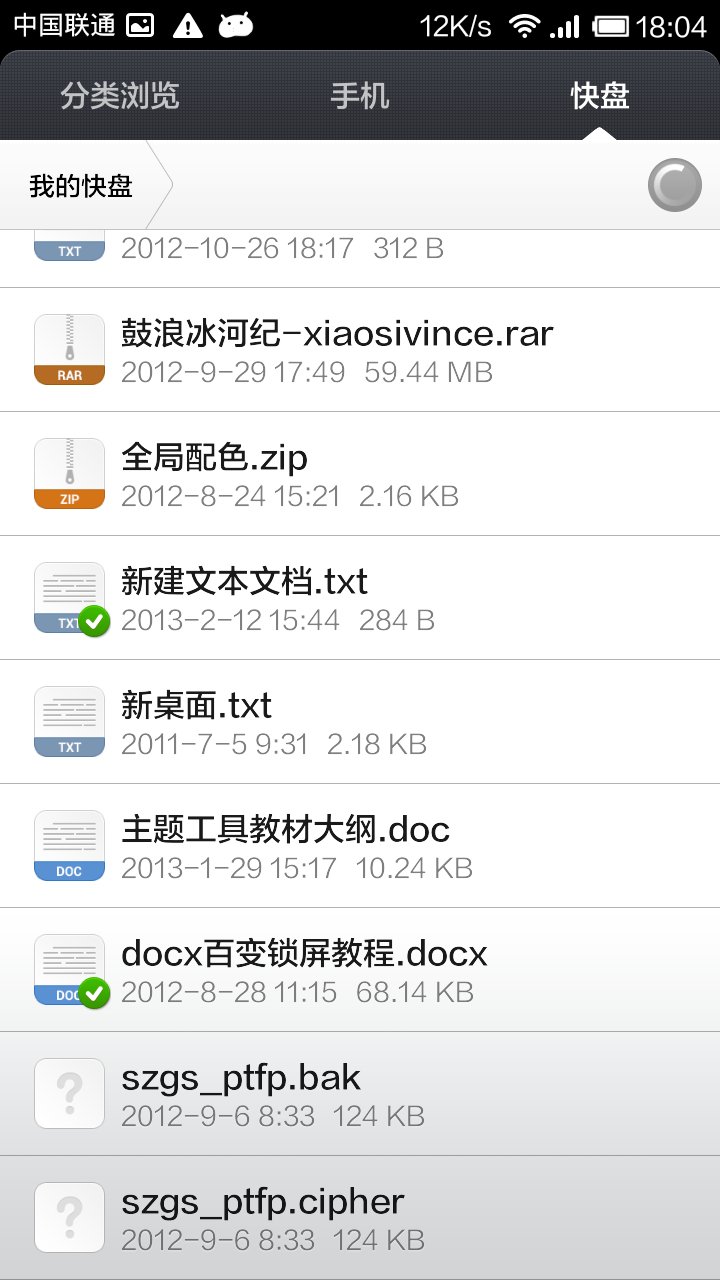 中国联通 12K/s 18:04
分类浏览 手机 快盘
我的快盘
TXT 2012-10-26 18:17 312 B
鼓浪冰河纪-xiaosivince.rar
RAR 2012-9-29 17:49 59.44 MB
全局配色.zip
ZIP 2012-8-24 15:21 2.16 KB
新建文本文档.txt
TXT 2013-2-12 15:44 284 B
新桌面.txt
TXT 2011-7-5 9:31 2.18 KB
主题工具教材大纲.doc
DOC 2013-1-29 15:17 10.24 KB
docx百变锁屏教程.docx
DOC 2012-8-28 11:15 68.14 KB
szgs_ptfp.bak
2012-9-6 8:33 124 KB
szgs_ptfp.cipher
2012-9-6 8:33 124 KB